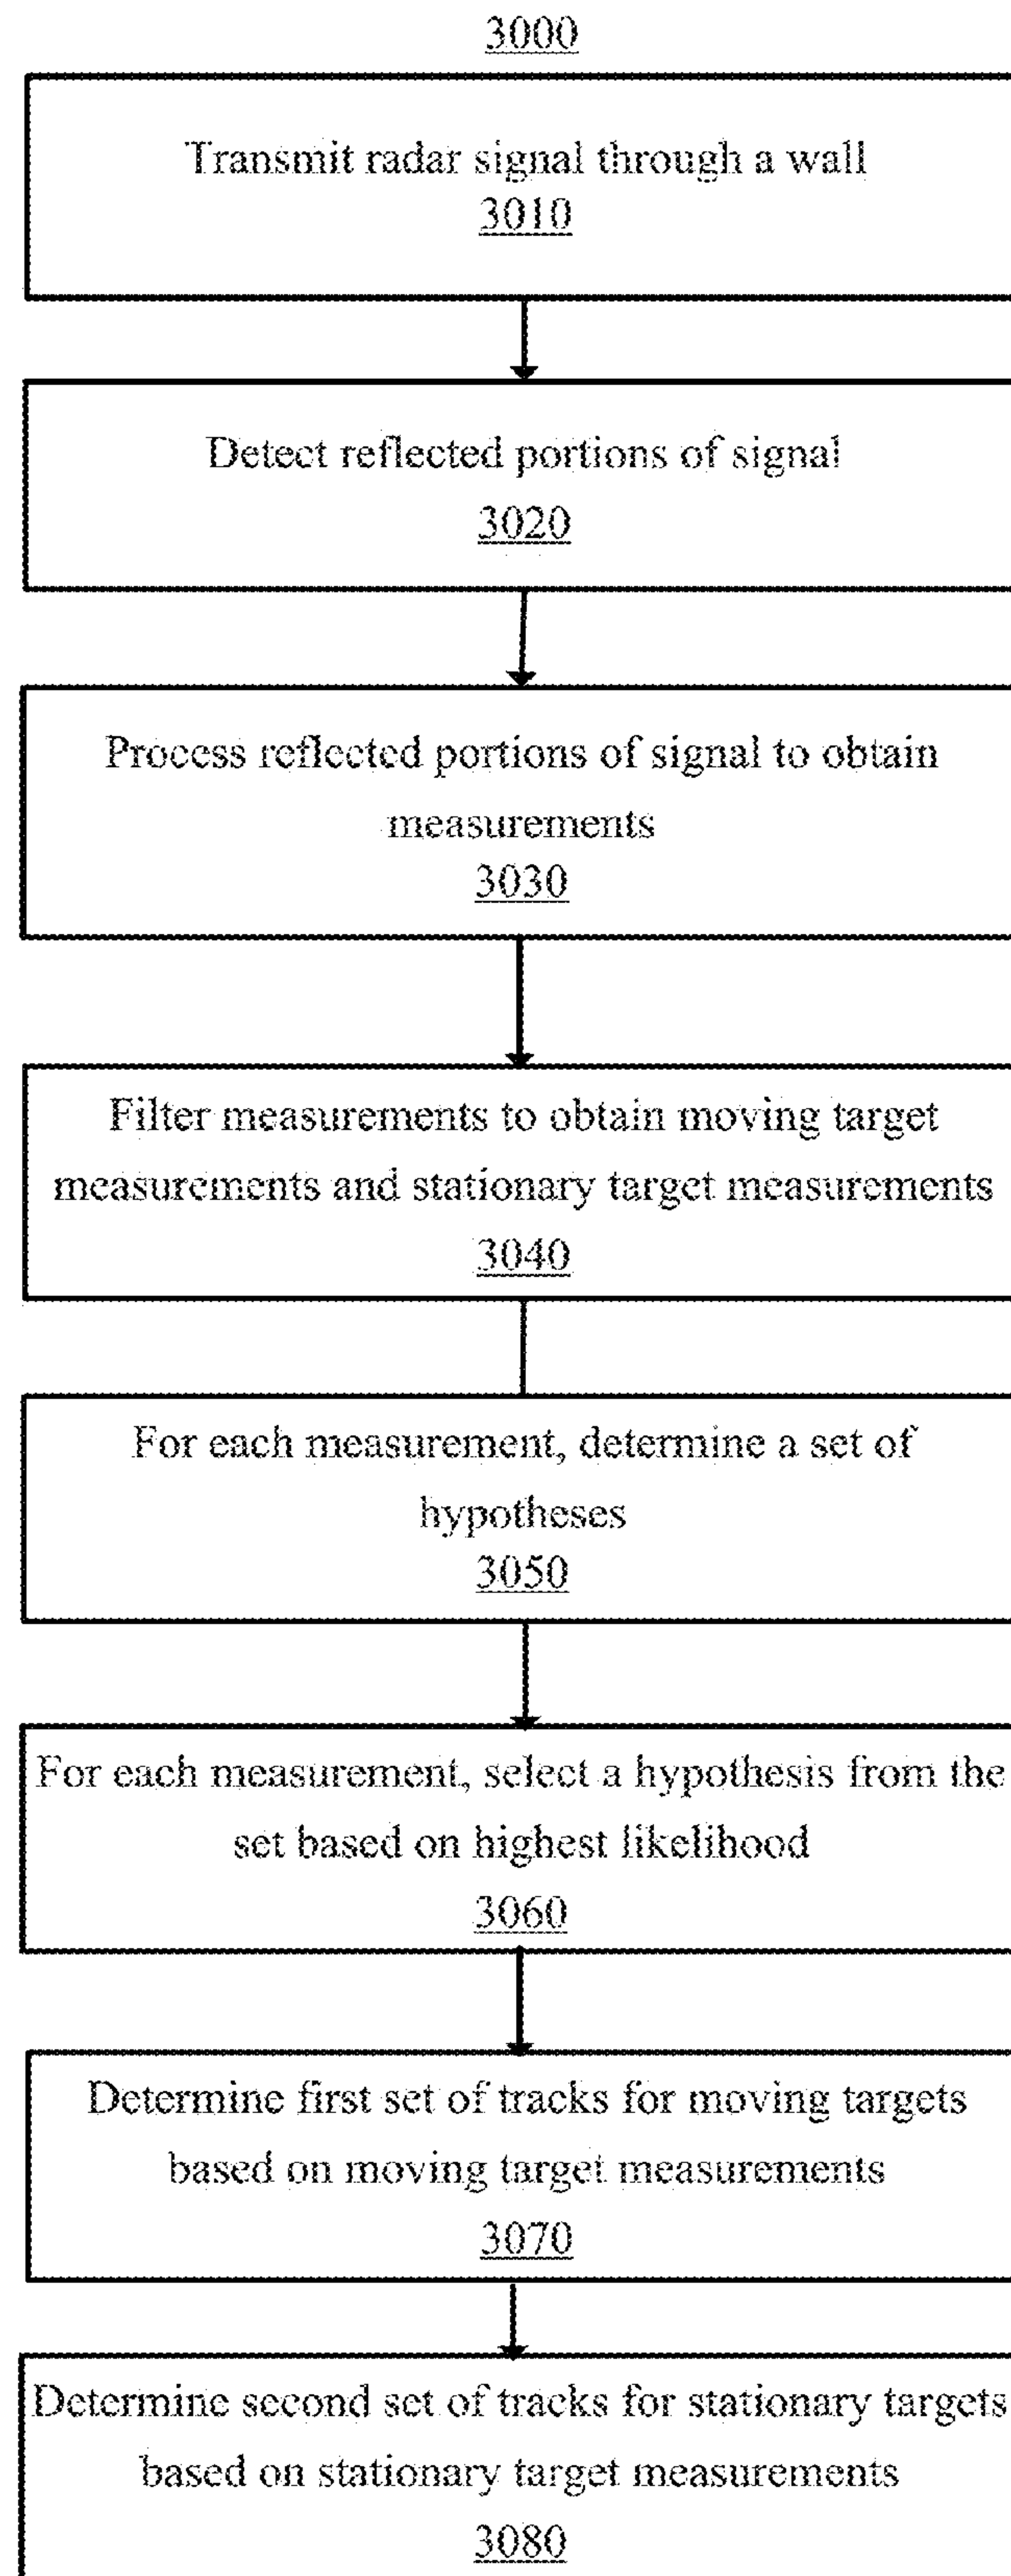 3000
Transmit radar signal through a wall
3010
Detect reflected portions of signal
3020
Process reflected portions of signal to obtain
measurements
3030
Filter measurements to obtain moving target
measurements and stationary target measurements
3040
For each measurement, determine a set of
hypotheses
3050
For each measurement, select a hypothesis from the
set based on highest likelihood
3060
Determine first set of tracks for moving targets
based on moving target measurements
3070
Determine second set of tracks for stationary targets
based on stationary target measurements
3080